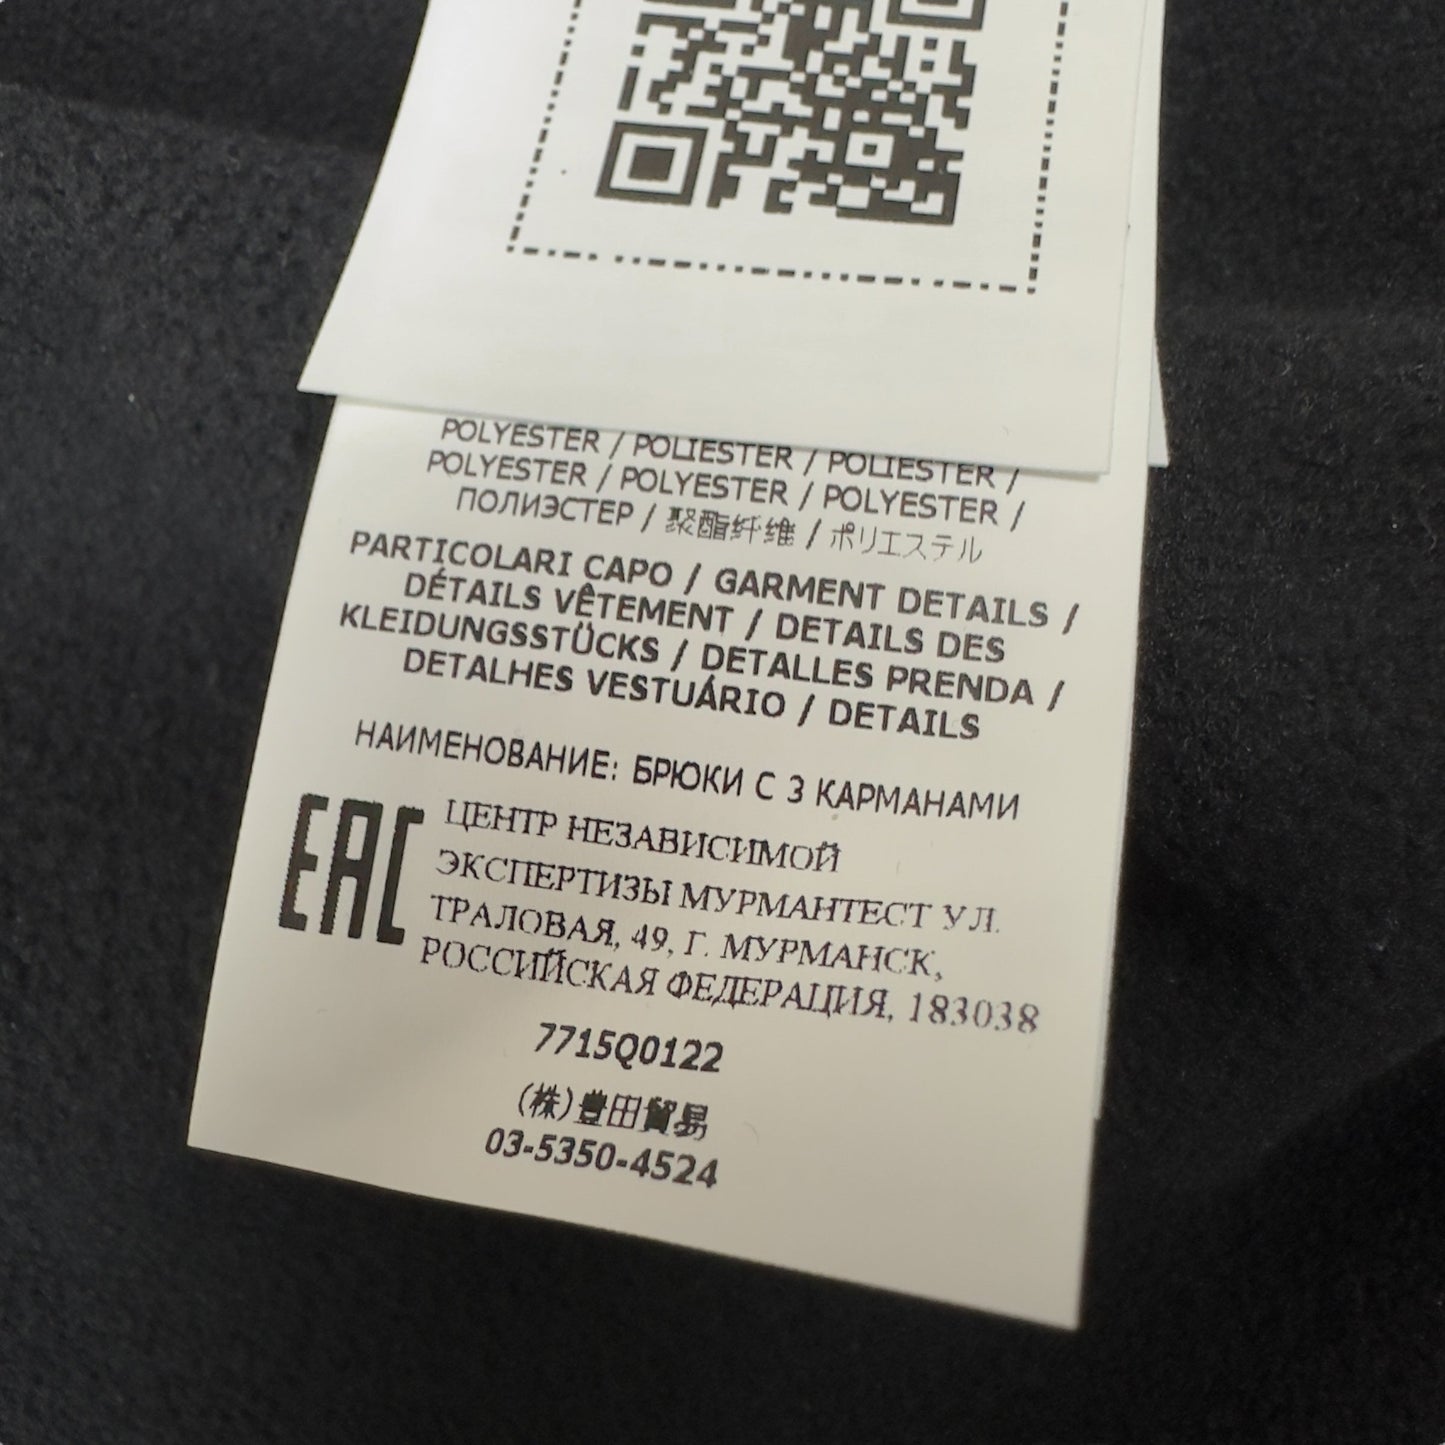 POLYESTER / POLIESTER / POLIESTER /
POLYESTER / POLYESTER / POLYESTER /
ПОЛИЭСТЕР / 聚酯纤维 / ポリエステル
PARTICOLARI CAPO / GARMENT DETAILS /
DÉTAILS VÊTEMENT / DETAILS DES
KLEIDUNGSSTÜCKS / DETALLES PRENDA /
DETALHES VESTUÁRIO / DETAILS
НАИМЕНОВАНИЕ: БРЮКИ С 3 КАРМАНАМИ
EAC
ЦЕНТР НЕЗАВИСИМОЙ
ЭКСПЕРТИЗЫ МУРМАНТЕСТ УЛ.
ТРАЛОВАЯ, 49, Г. МУРМАНСК,
РОССИЙСКАЯ ФЕДЕРАЦИЯ, 183038
7715Q0122
(株)豊田貿易
03-5350-4524